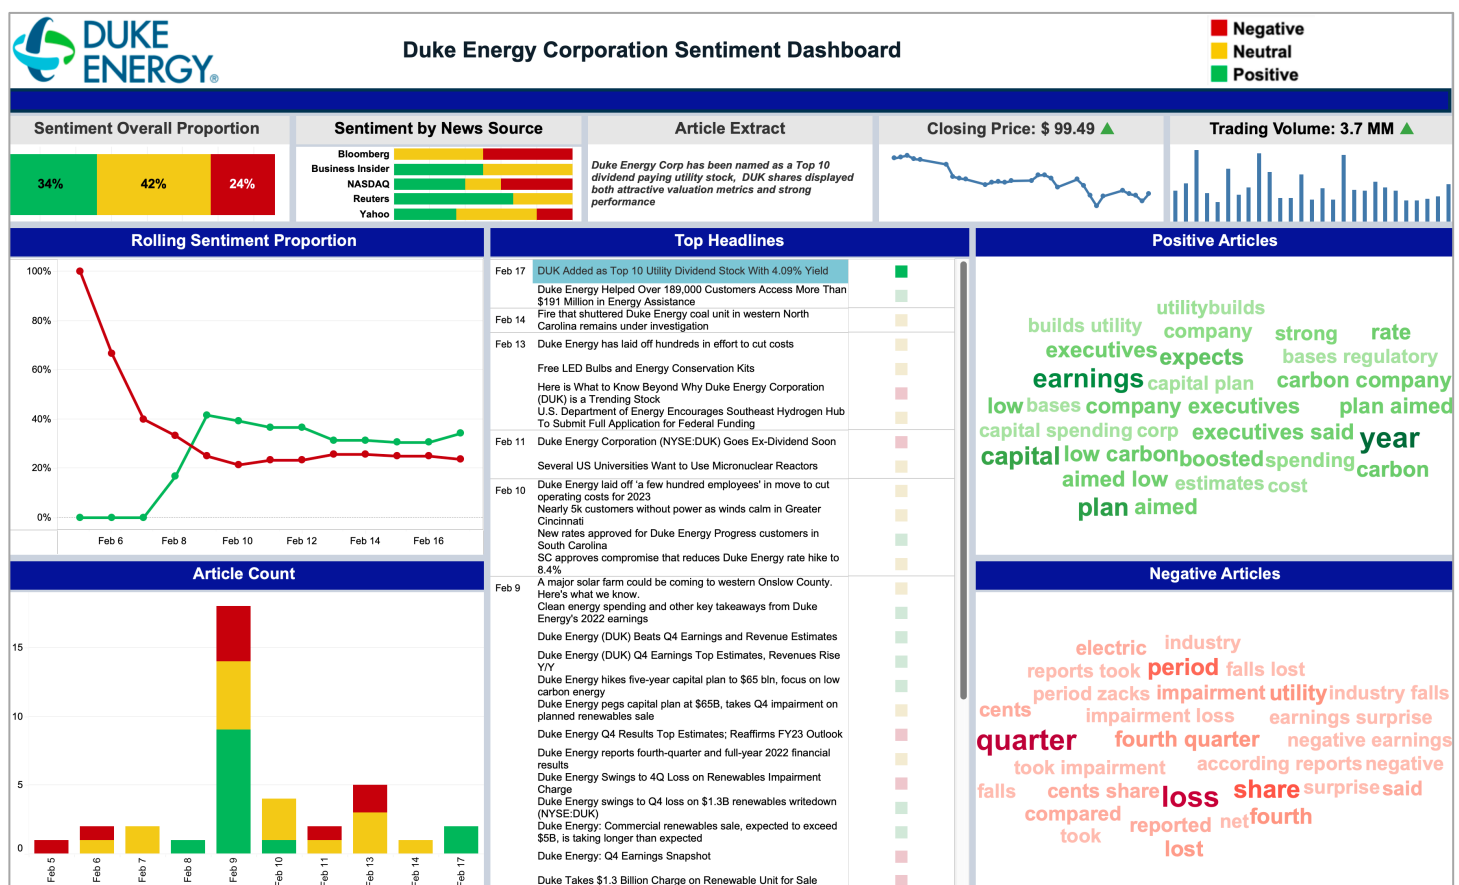 DUKE
ENERGY®
Duke Energy Corporation Sentiment Dashboard
Negative
Neutral
Positive
Sentiment Overall Proportion
34%
42%
24%
Sentiment by News Source
Bloomberg
Business Insider
NASDAQ
Reuters
Yahoo
Article Extract
Duke Energy Corp has been named as a Top 10
dividend paying utility stock, DUK shares displayed
both attractive valuation metrics and strong
performance
Closing Price: $ 99.49
Trading Volume: 3.7 MM
Rolling Sentiment Proportion
100%
80%
60%
40%
20%
0%
Feb 6
Feb 8
Feb 10
Feb 12
Feb 14
Feb 16
Article Count
15
10
5
0
Feb 5
Feb 6
Feb 7
Feb 8
Feb 9
Feb 10
Feb 11
Feb 13
Feb 14
Feb 17
Top Headlines
Feb 17 DUK Added as Top 10 Utility Dividend Stock With 4.09% Yield
Duke Energy Helped Over 189,000 Customers Access More Than
$191 Million in Energy Assistance
Feb 14 Fire that shuttered Duke Energy coal unit in western North
Carolina remains under investigation
Feb 13 Duke Energy has laid off hundreds in effort to cut costs
Free LED Bulbs and Energy Conservation Kits
Here is What to Know Beyond Why Duke Energy Corporation
(DUK) is a Trending Stock
U.S. Department of Energy Encourages Southeast Hydrogen Hub
To Submit Full Application for Federal Funding
Feb 11 Duke Energy Corporation (NYSE:DUK) Goes Ex-Dividend Soon
Several US Universities Want to Use Micronuclear Reactors
Feb 10 Duke Energy laid off 'a few hundred employees' in move to cut
operating costs for 2023
Nearly 5k customers without power as winds calm in Greater
Cincinnati
New rates approved for Duke Energy Progress customers in
South Carolina
SC approves compromise that reduces Duke Energy rate hike to
8.4%
Feb 9 A major solar farm could be coming to western Onslow County.
Here's what we know.
Clean energy spending and other key takeaways from Duke
Energy's 2022 earnings
Duke Energy (DUK) Beats Q4 Earnings and Revenue Estimates
Duke Energy (DUK) Q4 Earnings Top Estimates, Revenues Rise
Y/Y
Duke Energy hikes five-year capital plan to $65 bln, focus on low
carbon energy
Duke Energy pegs capital plan at $65B, takes Q4 impairment on
planned renewables sale
Duke Energy Q4 Results Top Estimates; Reaffirms FY23 Outlook
Duke Energy reports fourth-quarter and full-year 2022 financial
results
Duke Energy Swings to 4Q Loss on Renewables Impairment
Charge
Duke Energy swings to Q4 loss on $1.3B renewables writedown
(NYSE:DUK)
Duke Energy: Commercial renewables sale, expected to exceed
$5B, is taking longer than expected
Duke Energy: Q4 Earnings Snapshot
Duke Takes $1.3 Billion Charge on Renewable Unit for Sale
Positive Articles
utility builds
builds utility company strong rate
executives expects bases regulatory
earnings capital plan carbon company
low bases company executives plan aimed
capital spending corp executives said year
capital low carbon boosted spending carbon
aimed low estimates cost
plan aimed
Negative Articles
electric industry
reports took period falls lost
period zacks impairment utility industry falls
cents impairment loss earnings surprise
quarter fourth quarter negative earnings
took impairment according reports negative
falls cents share loss share surprise said
compared reported net fourth
took lost